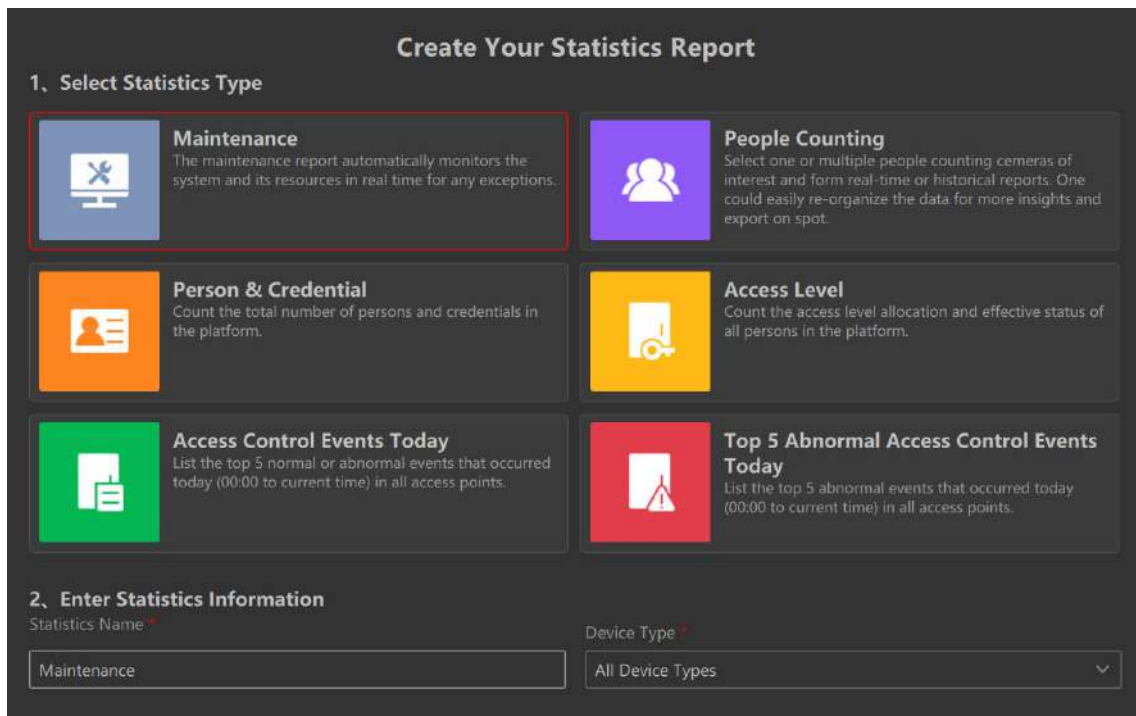 Create Your Statistics Report
1、Select Statistics Type
Maintenance
The maintenance report automatically monitors the
system and its resources in real time for any exceptions.
People Counting
Select one or multiple people counting cemeras of
interest and form real-time or historical reports. One
could easily re-organize the data for more insights and
export on spot.
Person & Credential
Count the total number of persons and credentials in
the platform.
Access Level
Count the access level allocation and effective status of
all persons in the platform.
Access Control Events Today
List the top 5 normal or abnormal events that occurred
today (00:00 to current time) in all access points.
Top 5 Abnormal Access Control Events
Today
List the top 5 abnormal events that occurred today
(00:00 to current time) in all access points.
2、Enter Statistics Information
Statistics Name *
Maintenance
Device Type *
All Device Types